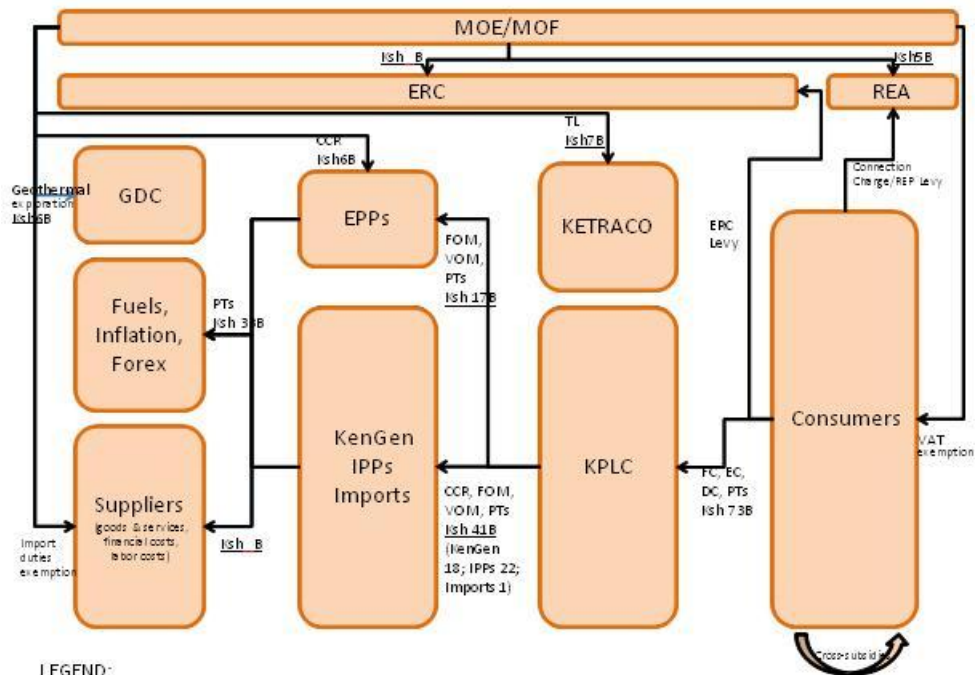 MOE/MOF
Ksh_B
Ksh5B
ERC
REA
TL
Ksh7B
CCR
Ksh6B
Geothermal
exploration
GDC
EPPs
KETRACO
Connection
Charge/REP Levy
ERC
Levy
FOM,
VOM,
PTs
Ksh 17B
Fuels,
Inflation,
Forex
PTs
Ksh
KenGen
IPPs
Imports
KPLC
Consumers
VAT
exemption
FC, EC,
DC, PTs
Ksh 73B
CCR, FOM,
VOM, PTs
Ksh 41B
(KenGen
18; IPPs 22;
Imports 1)
Suppliers
(goods & services,
financial costs,
labor costs)
Ksh_B
Import
duties
exemption
Cross-subsidies
LEGEND: